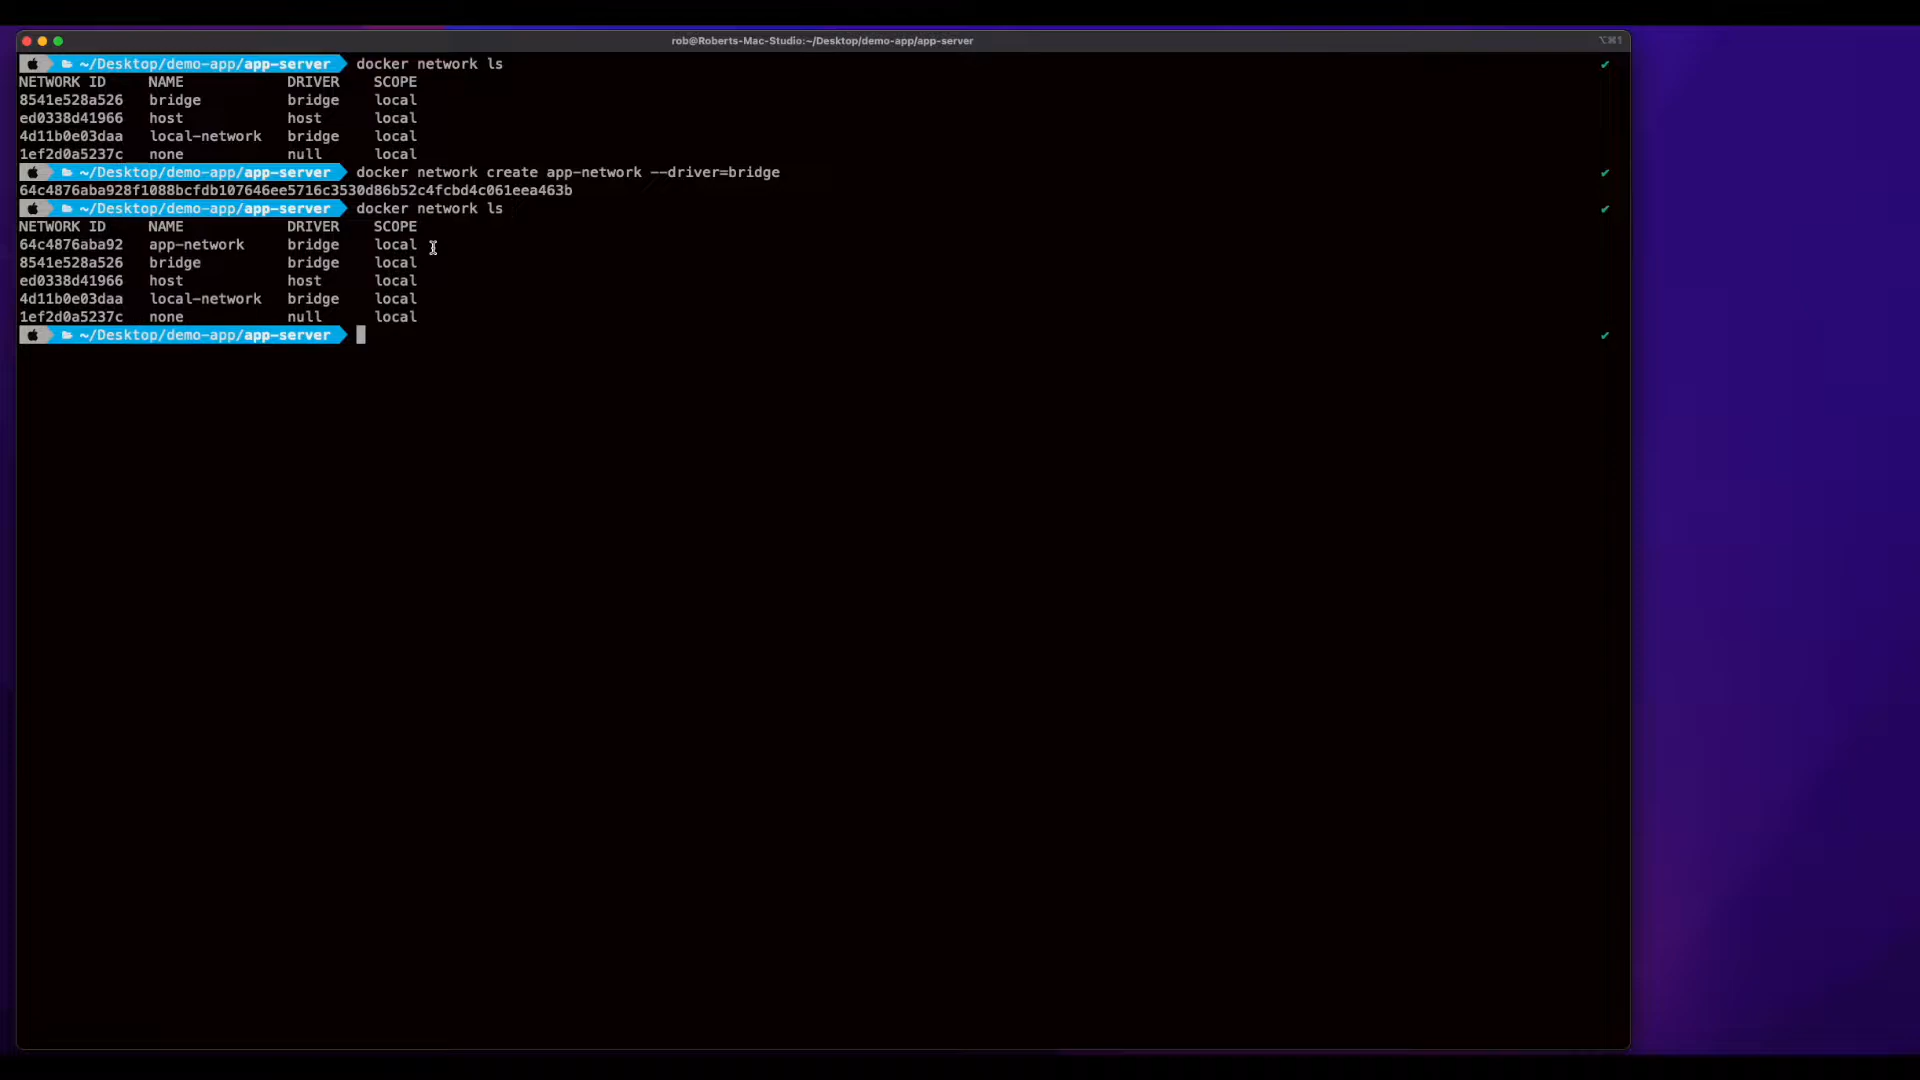 rob@Roberts-Mac-Studio:~/Desktop/demo-app/app-server ⌥⌘1
~/Desktop/demo-app/app-server docker network ls ✔
NETWORK ID NAME DRIVER SCOPE
8541e528a526 bridge bridge local
ed0338d41966 host host local
4d11b0e03daa local-network bridge local
1ef2d0a5237c none null local
~/Desktop/demo-app/app-server docker network create app-network --driver=bridge ✔
64c4876aba928f1088bcfdb107646ee5716c3530d86b52c4fcbd4c061eea463b
~/Desktop/demo-app/app-server docker network ls ✔
NETWORK ID NAME DRIVER SCOPE
64c4876aba92 app-network bridge local
8541e528a526 bridge bridge local
ed0338d41966 host host local
4d11b0e03daa local-network bridge local
1ef2d0a5237c none null local
~/Desktop/demo-app/app-server ✔